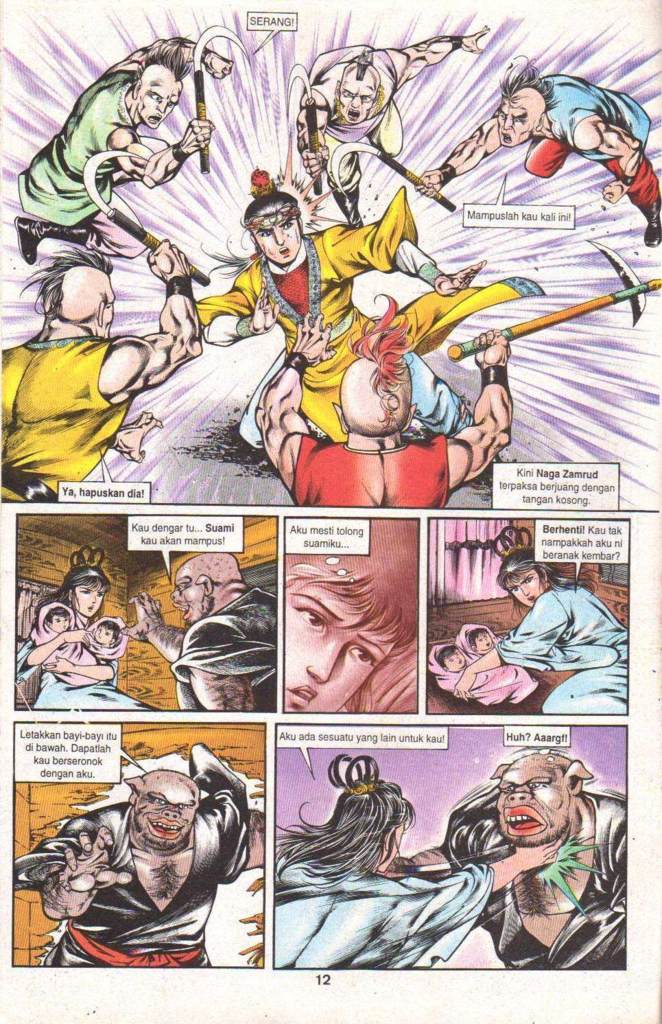 SERANG!
Mampuslah kau kali ini!
Ya, hapuskan dia!
Kini Naga Zamrud
terpaksa berjuang dengan
tangan kosong.
Kau dengar tu... Suami
kau akan mampus!
Aku mesti tolong
suamiku...
Berhenti! Kau tak
nampakkah aku ni
beranak kembar?
Letakkan bayi-bayi itu
di bawah. Dapatlah
kau berseronok
dengan aku.
Aku ada sesuatu yang lain untuk kau!
Huh? Aaargf!
12